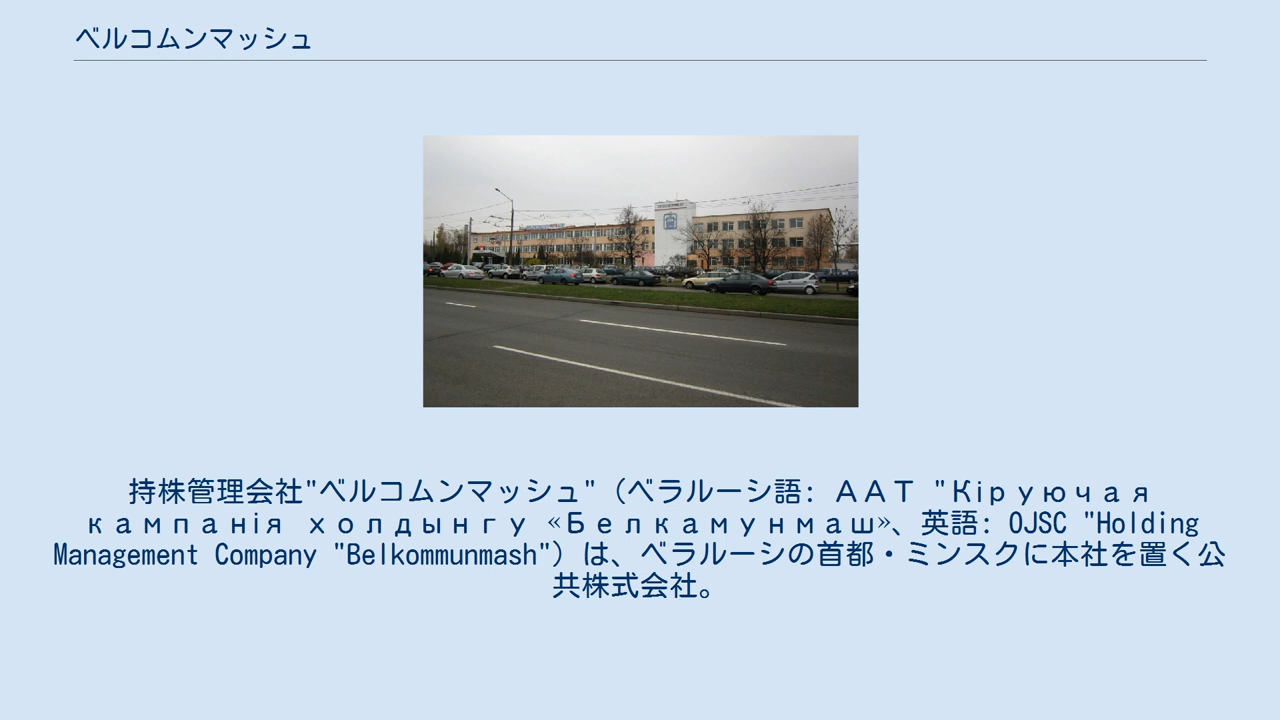 ベルコムンマッシュ
持株管理会社"ベルコムンマッシュ"（ベラルーシ語: ААТ "Кіруючая
кампанія холдынгу «Белкамунмаш»、英語: OJSC "Holding
Management Company "Belkommunmash"）は、ベラルーシの首都・ミンスクに本社を置く公
共株式会社。